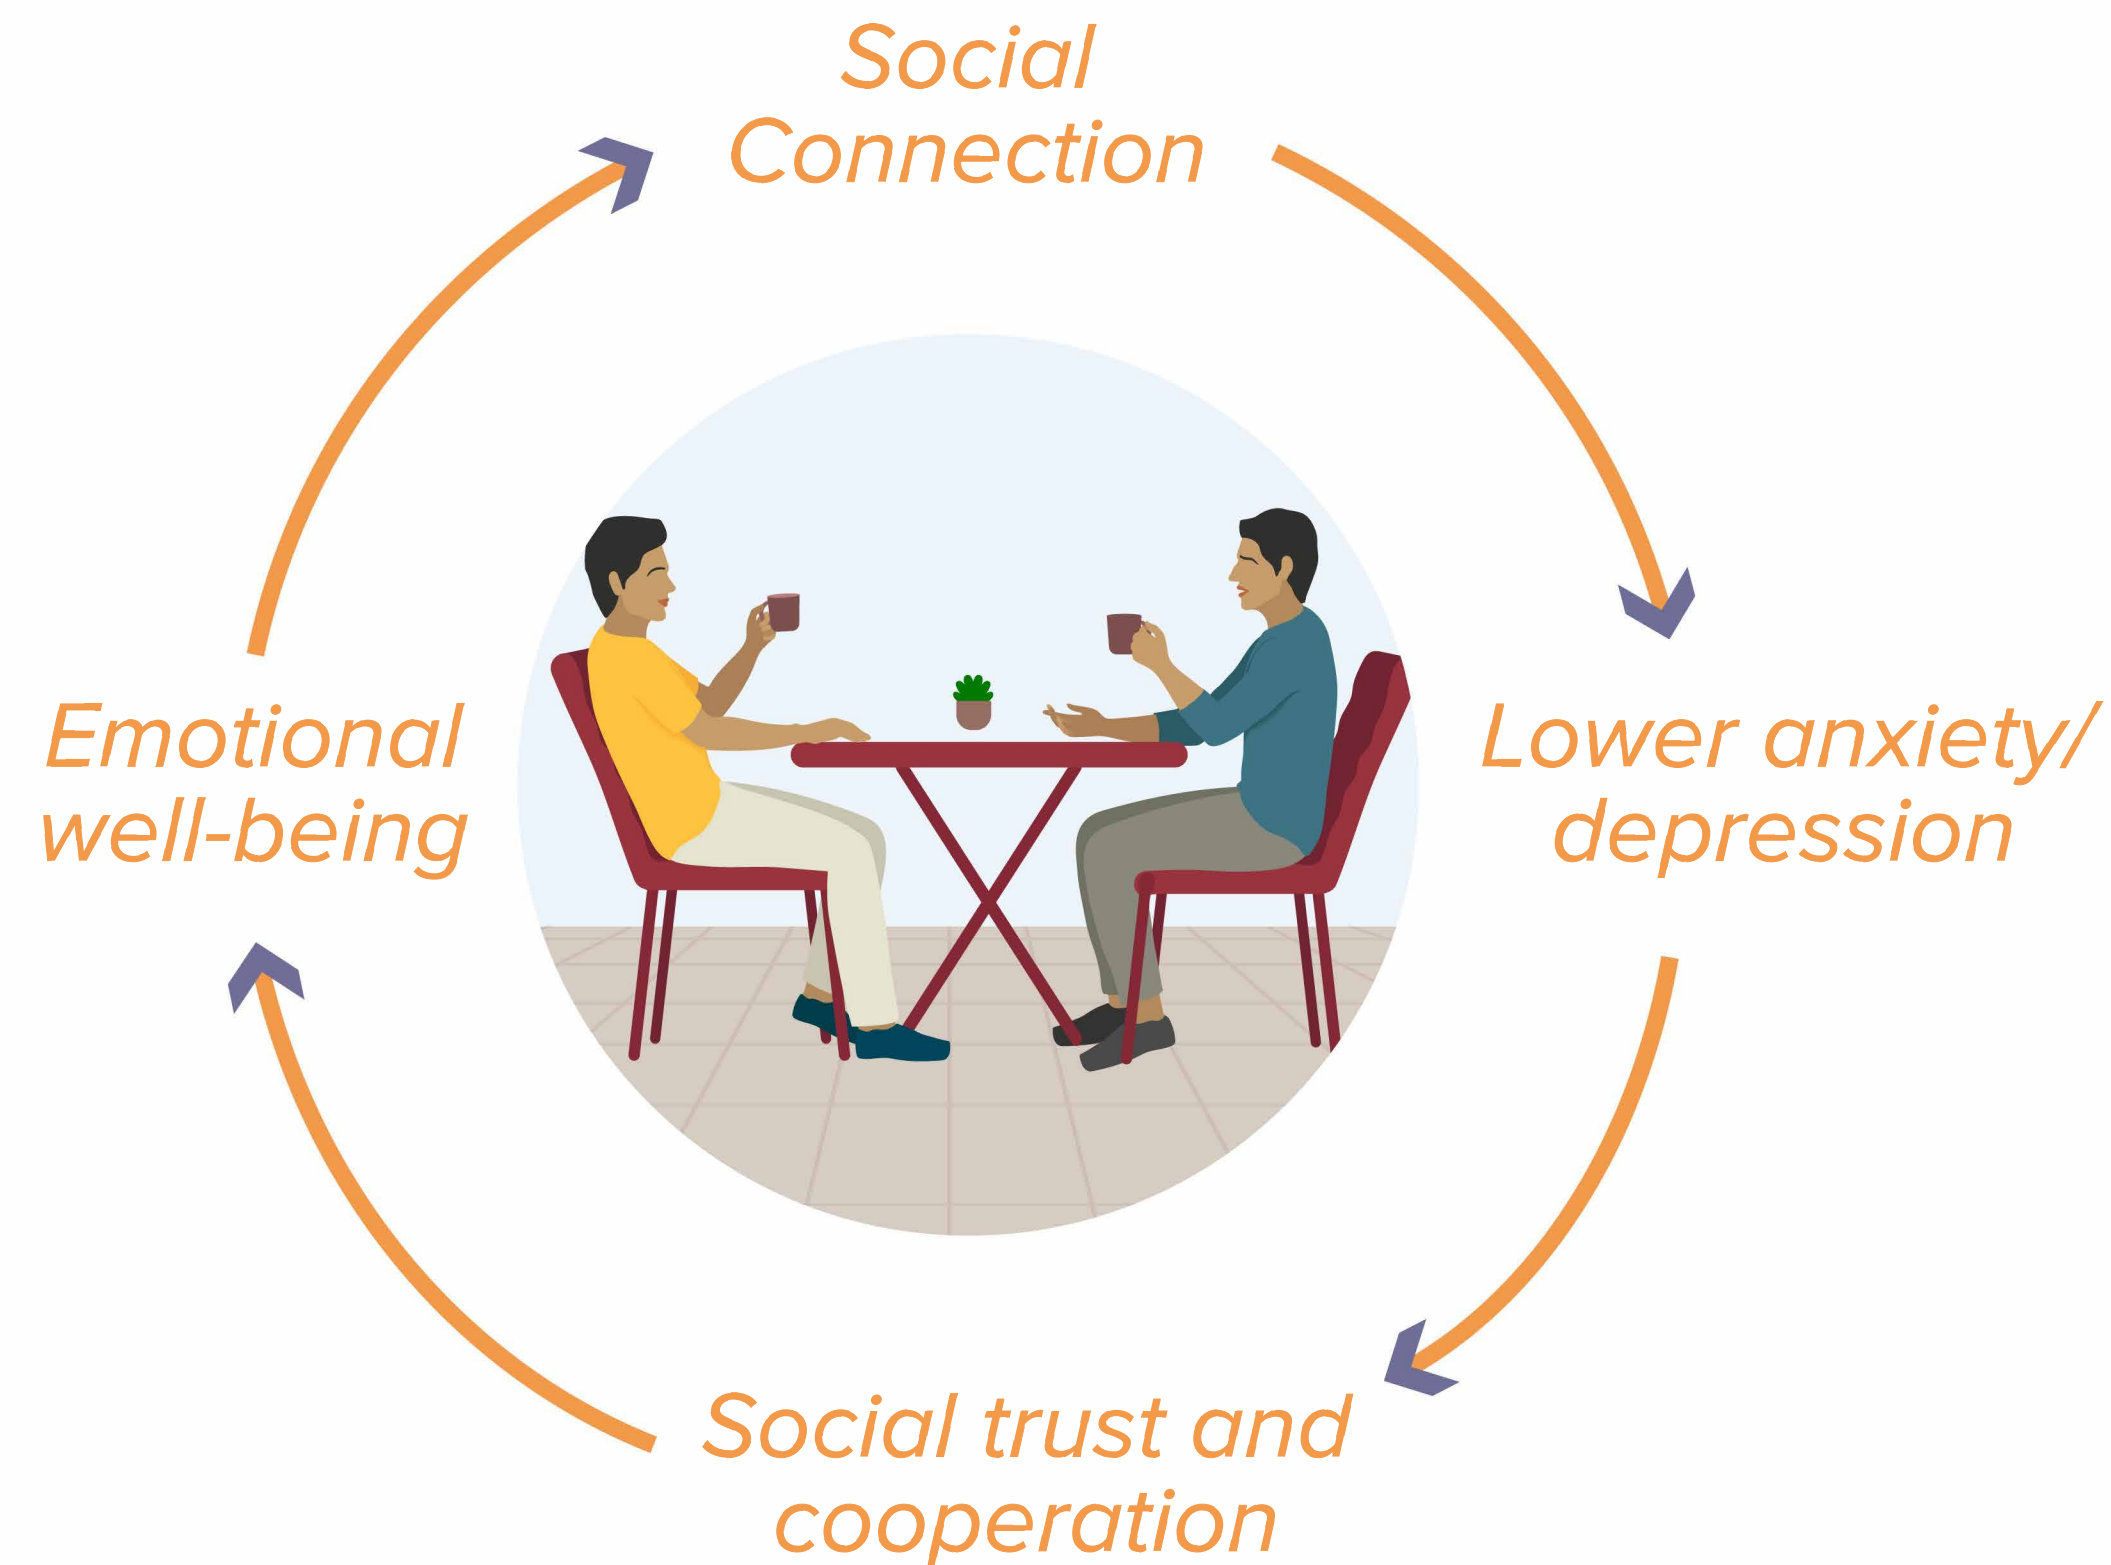 Social
Connection
Lower anxiety/
depression
Social trust and
cooperation
Emotional
well-being